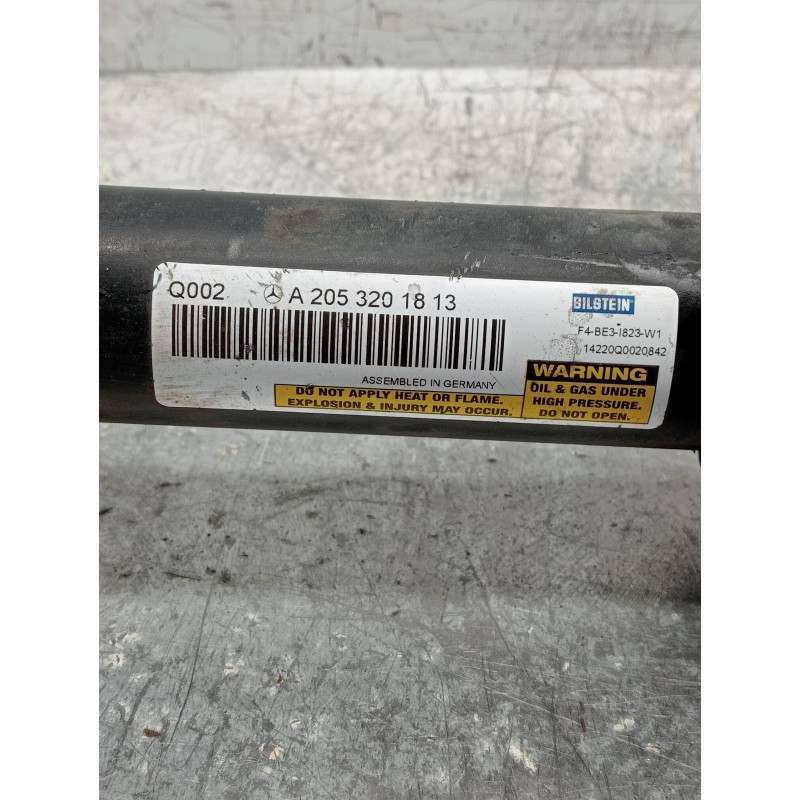 Q002 A 205 320 18 13
BILSTEIN
F4-BE3-I823-W1
14220Q0020842
ASSEMBLED IN GERMANY
DO NOT APPLY HEAT OR FLAME.
EXPLOSION & INJURY MAY OCCUR.
WARNING
OIL & GAS UNDER
HIGH PRESSURE.
DO NOT OPEN.